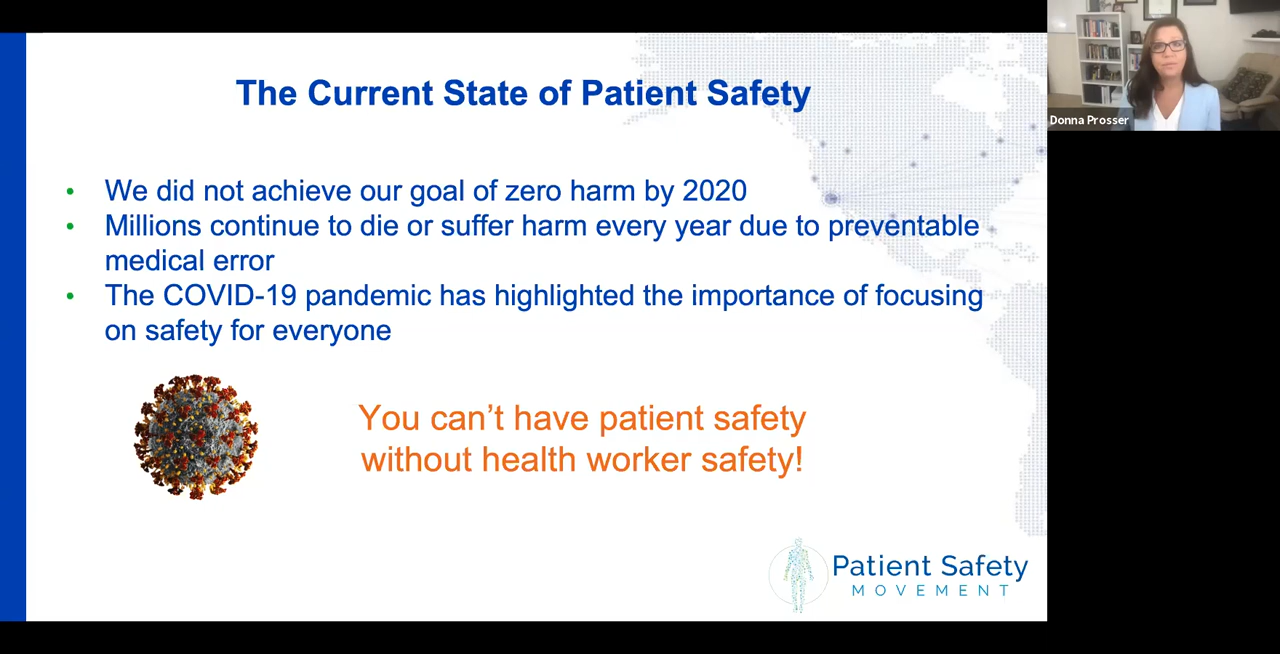 The Current State of Patient Safety
Donna Prosser
• We did not achieve our goal of zero harm by 2020
• Millions continue to die or suffer harm every year due to preventable
medical error
• The COVID-19 pandemic has highlighted the importance of focusing
on safety for everyone
You can’t have patient safety
without health worker safety!
Patient Safety
MOVEMENT